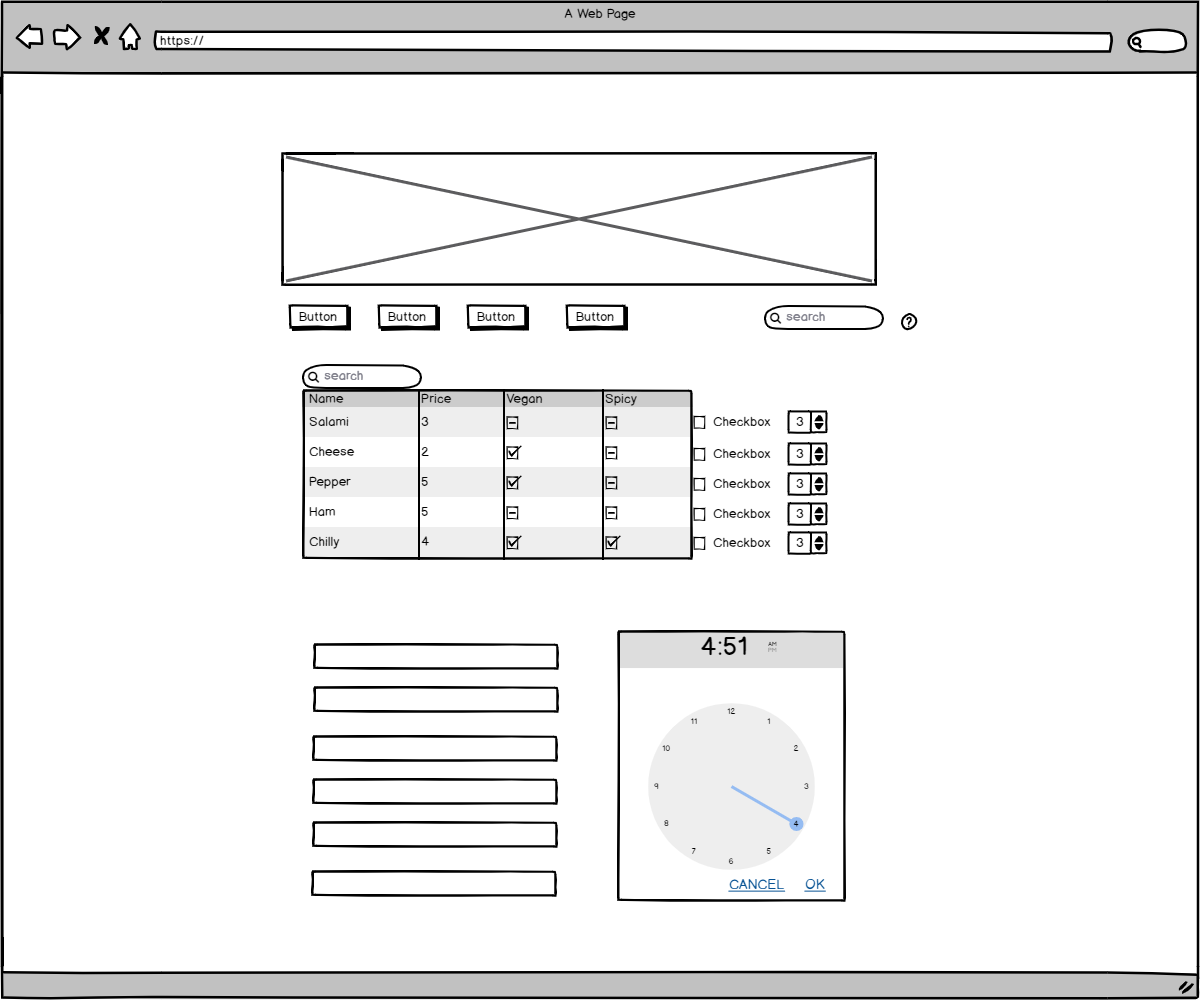 A Web Page
https://
Button Button Button Button search ?
search
Name Price Vegan Spicy
Salami 3 Checkbox 3
Cheese 2 Checkbox 3
Pepper 5 Checkbox 3
Ham 5 Checkbox 3
Chilly 4 Checkbox 3
4:51 AM
PM
12
11 1
10 2
9 3
8 4
7 5
6
CANCEL OK